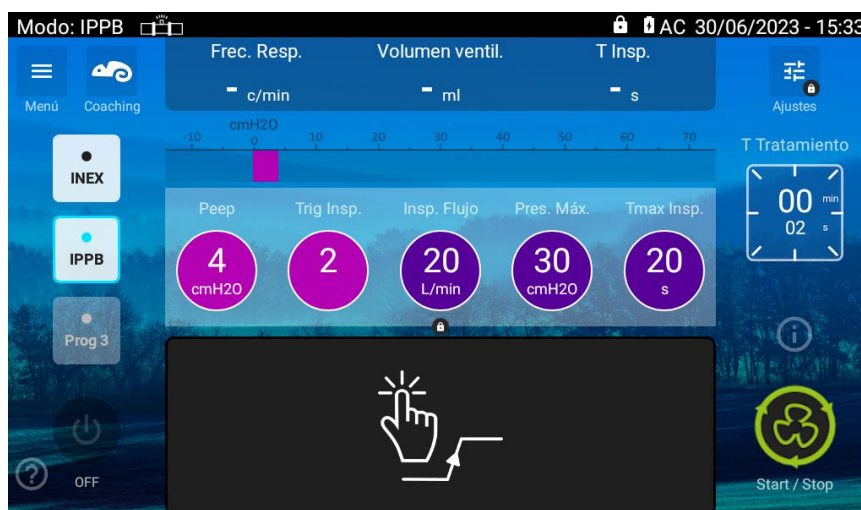 Modo: IPPB
AC 30/06/2023 - 15:33
Menú
Coaching
Frec. Resp.
Volumen ventil.
T Insp.
- c/min
- ml
- s
Ajustes
cmH2O
-10 0 10 20 30 40 50 60 70
INEX
IPPB
Prog 3
OFF
Peep
Trig Insp.
Insp. Flujo
Pres. Máx.
Tmax Insp.
4
cmH2O
2
20
L/min
30
cmH2O
20
s
T Tratamiento
00 min
02 s
Start / Stop